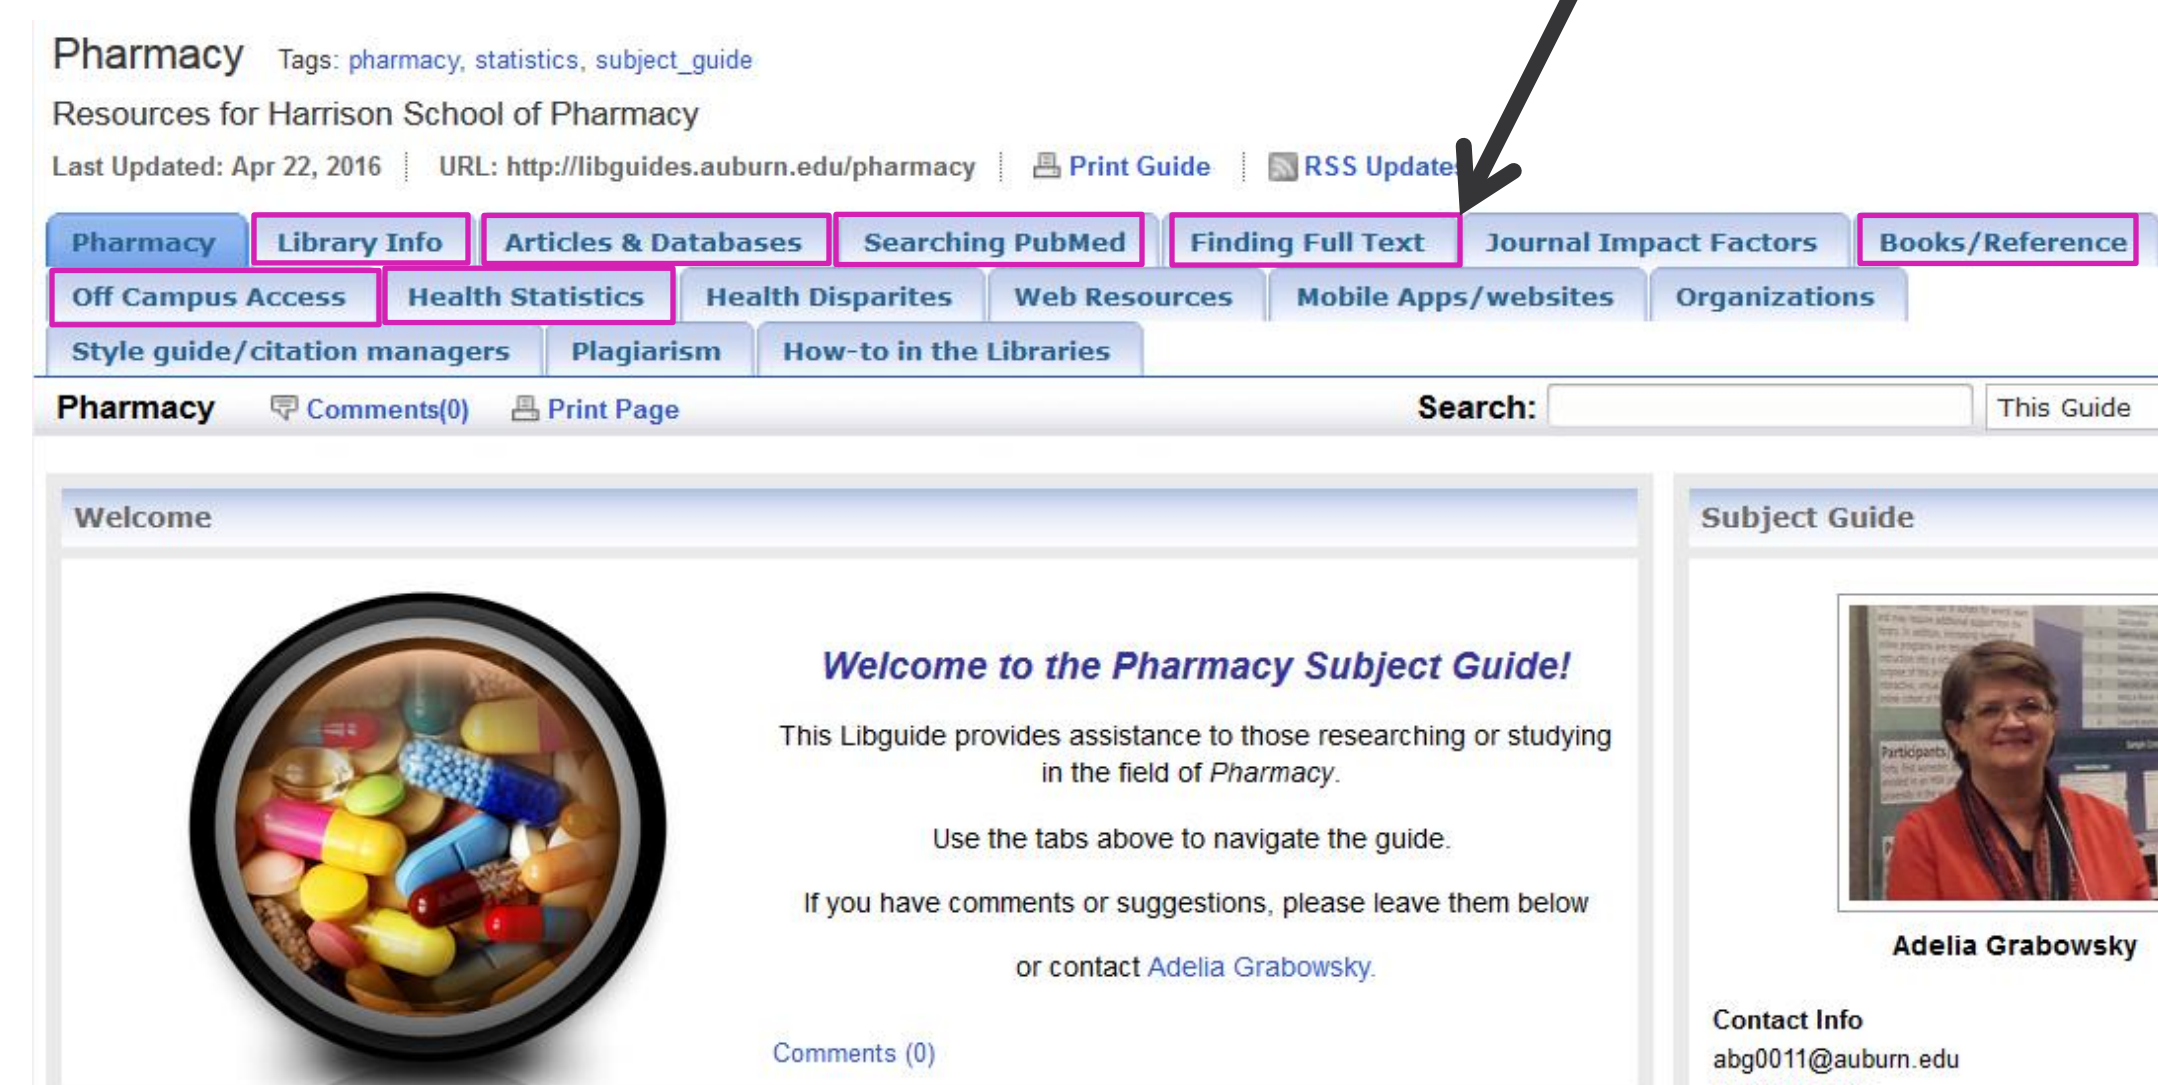 Pharmacy Tags: pharmacy, statistics, subject_guide
Resources for Harrison School of Pharmacy
Last Updated: Apr 22, 2016 URL: http://libguides.auburn.edu/pharmacy Print Guide RSS Updates
Pharmacy Library Info Articles & Databases Searching PubMed Finding Full Text Journal Impact Factors Books/Reference
Off Campus Access Health Statistics Health Disparites Web Resources Mobile Apps/websites Organizations
Style guide/citation managers Plagiarism How-to in the Libraries
Pharmacy Comments(0) Print Page Search: This Guide
Welcome
Welcome to the Pharmacy Subject Guide!
This Libguide provides assistance to those researching or studying
in the field of Pharmacy.
Use the tabs above to navigate the guide.
If you have comments or suggestions, please leave them below
or contact Adelia Grabowsky.
Comments (0)
Subject Guide
Participants
Adelia Grabowsky
Contact Info
abg0011@auburn.edu